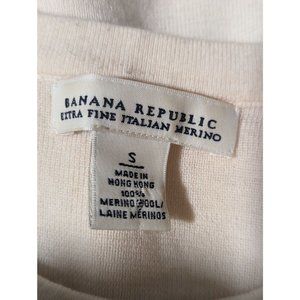 BANANA REPUBLIC
EXTRA FINE ITALIAN MERINO
S
MADE IN
HONG KONG
100%
MERINO WOOL/
LAINE MERINOS